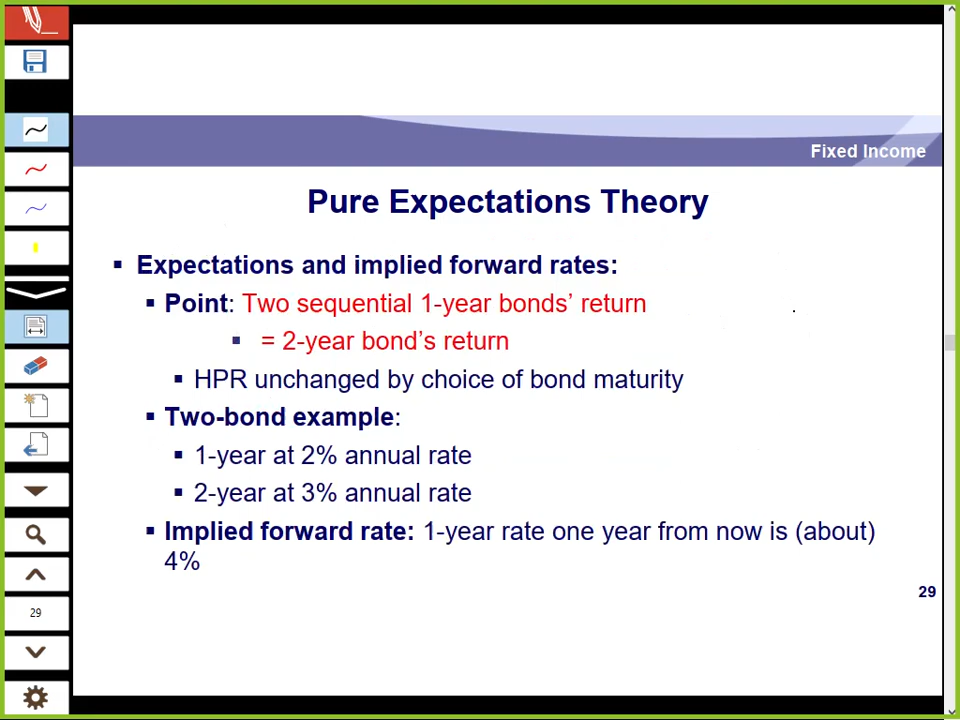 Fixed Income
Pure Expectations Theory
▪ Expectations and implied forward rates:
▪ Point: Two sequential 1-year bonds’ return
▪ = 2-year bond’s return
▪ HPR unchanged by choice of bond maturity
▪ Two-bond example:
▪ 1-year at 2% annual rate
▪ 2-year at 3% annual rate
▪ Implied forward rate: 1-year rate one year from now is (about)
4%
29
29